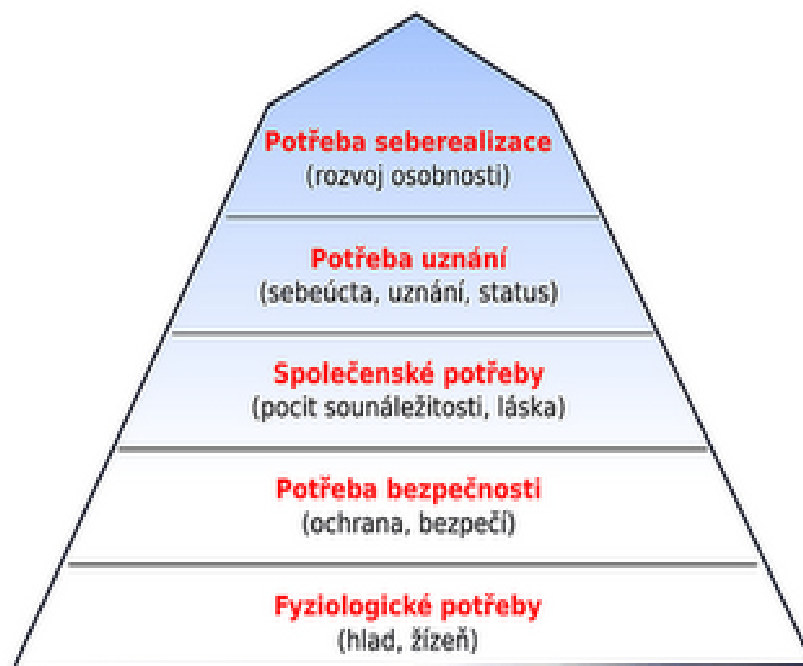 Potřeba seberealizace
(rozvoj osobnosti)
Potřeba uznání
(sebeúcta, uznání, status)
Společenské potřeby
(pocit sounáležitosti, láska)
Potřeba bezpečnosti
(ochrana, bezpečí)
Fyziologické potřeby
(hlad, žízeň)